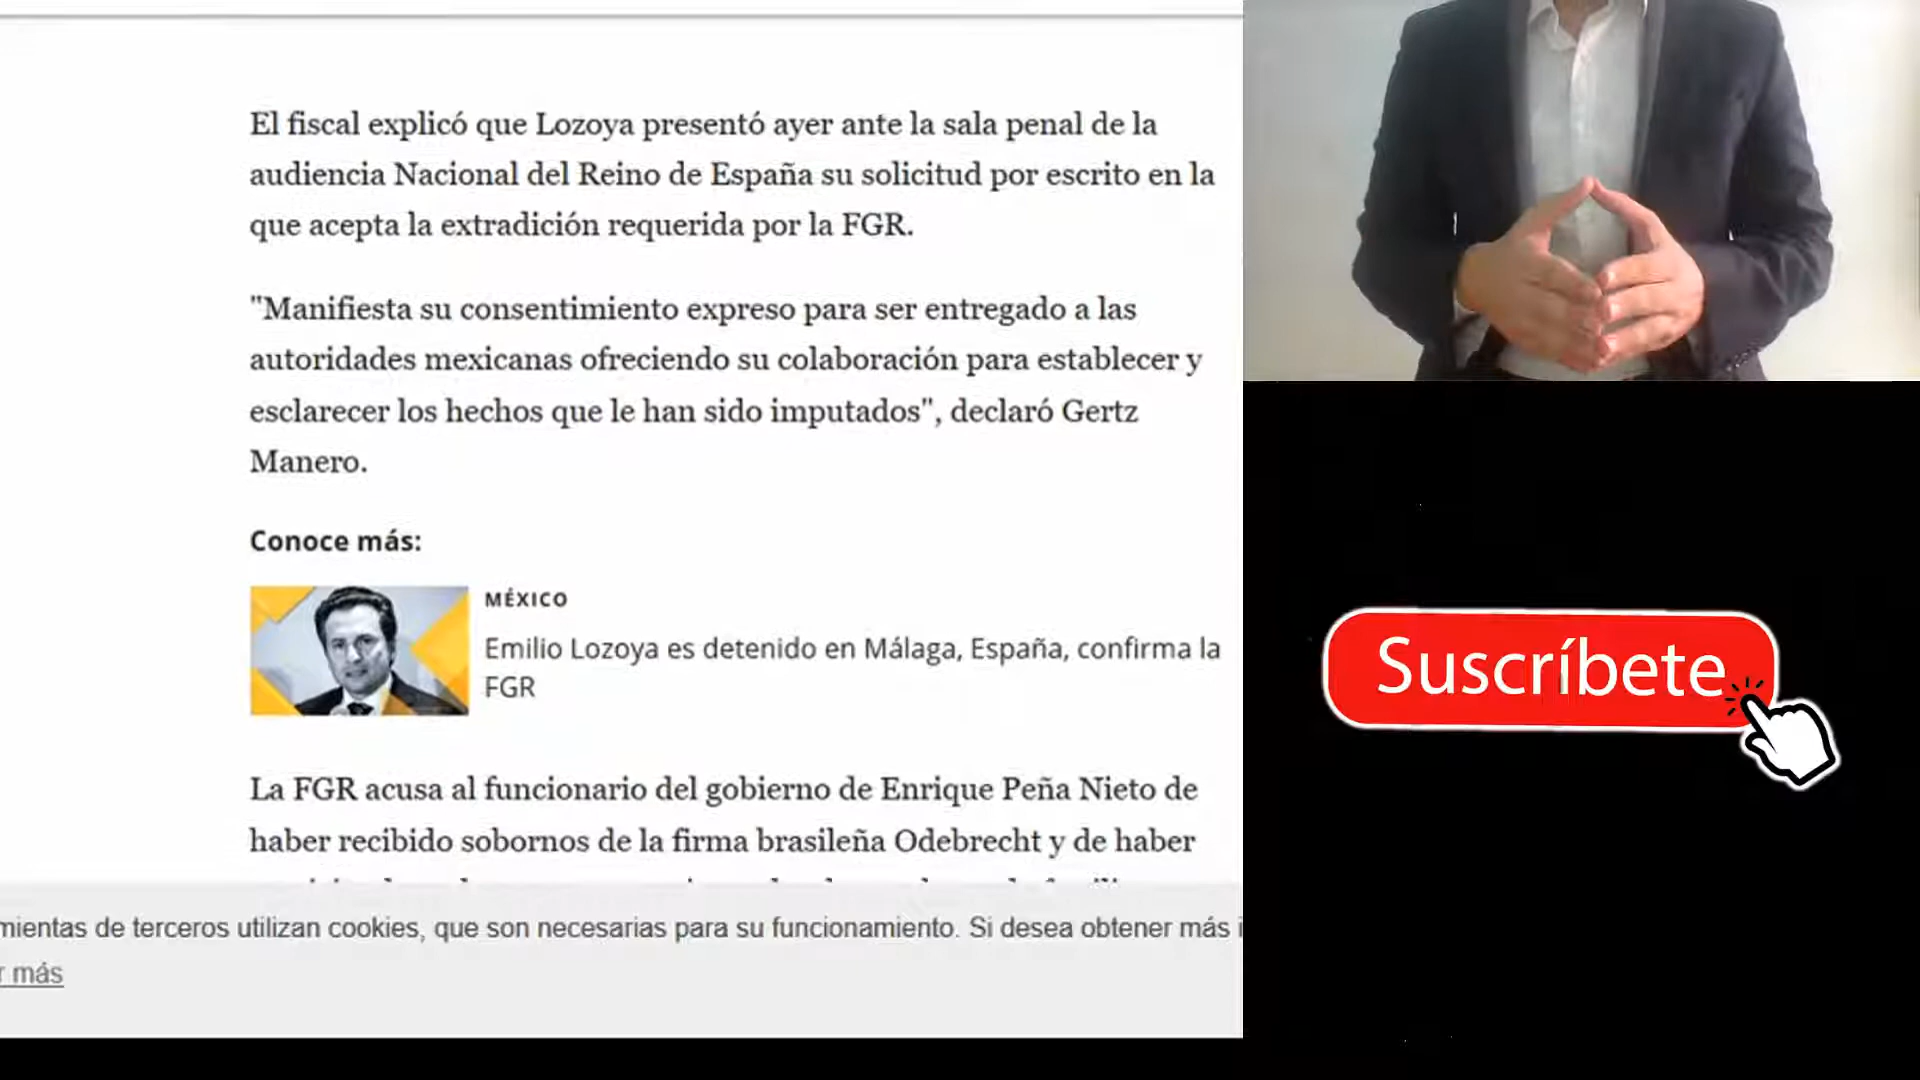 El fiscal explicó que Lozoya presentó ayer ante la sala penal de la
audiencia Nacional del Reino de España su solicitud por escrito en la
que acepta la extradición requerida por la FGR.
"Manifiesta su consentimiento expreso para ser entregado a las
autoridades mexicanas ofreciendo su colaboración para establecer y
esclarecer los hechos que le han sido imputados", declaró Gertz
Manero.
Conoce más:
MÉXICO
Emilio Lozoya es detenido en Málaga, España, confirma la
FGR
La FGR acusa al funcionario del gobierno de Enrique Peña Nieto de
haber recibido sobornos de la firma brasileña Odebrecht y de haber
mientas de terceros utilizan cookies, que son necesarias para su funcionamiento. Si desea obtener más i
r más
Suscríbete